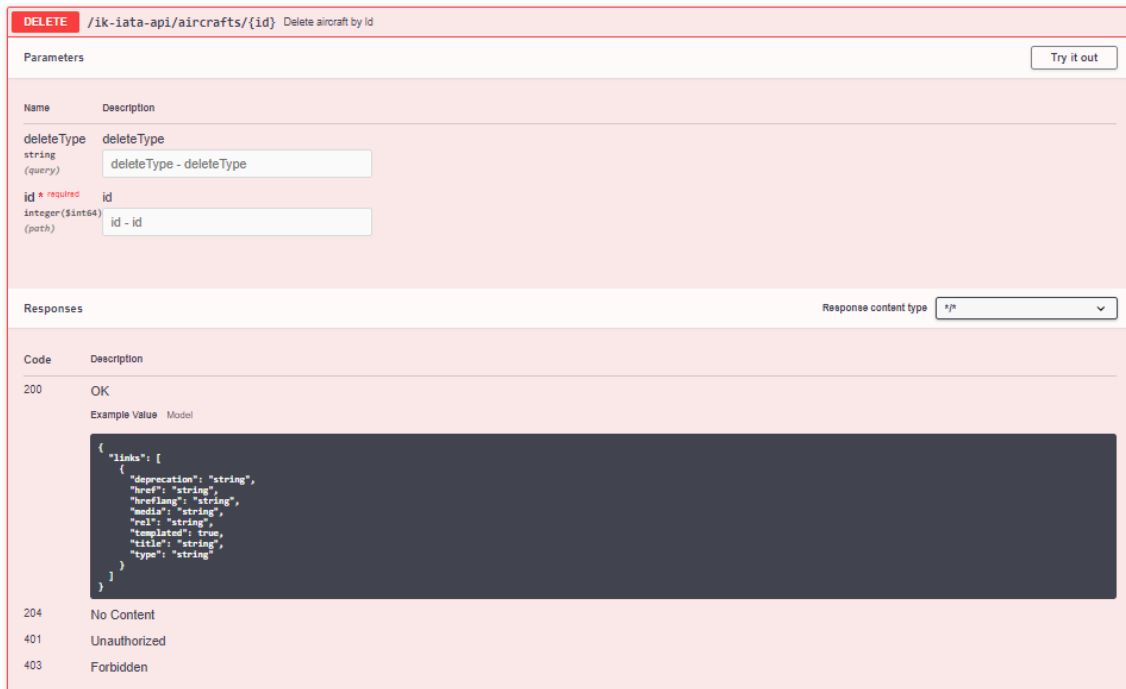 DELETE /ik-iata-api/aircrafts/{id} Delete aircraft by Id
Parameters Try it out
Name Description
deleteType deleteType
string
(query)
deleteType - deleteType
id * required id
integer($int64)
(path)
id - id
Responses Response content type */*
Code Description
200 OK
Example Value Model
{
"links": [
{
"deprecation": "string",
"href": "string",
"hreflang": "string",
"media": "string",
"rel": "string",
"templated": true,
"title": "string",
"type": "string"
}
]
}
204 No Content
401 Unauthorized
403 Forbidden